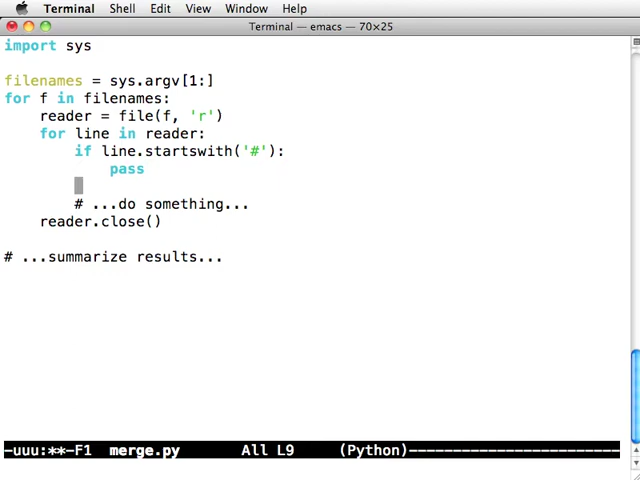 Terminal Shell Edit View Window Help
Terminal — emacs — 70×25
import sys
filenames = sys.argv[1:]
for f in filenames:
    reader = file(f, 'r')
    for line in reader:
        if line.startswith('#'):
            pass
        # ...do something...
    reader.close()
# ...summarize results...
-uuu:**-F1  merge.py       All L9     (Python)------------------------